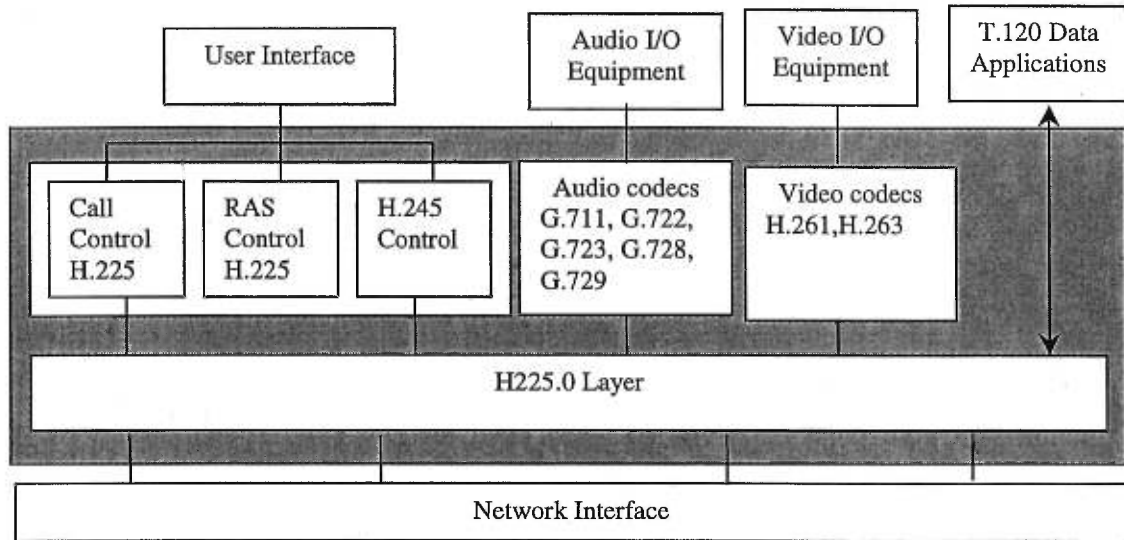 User Interface
Audio I/O
Equipment
Video I/O
Equipment
T.120 Data
Applications
Call
Control
H.225
RAS
Control
H.225
H.245
Control
Audio codecs
G.711, G.722,
G.723, G.728,
G.729
Video codecs
H.261,H.263
H225.0 Layer
Network Interface